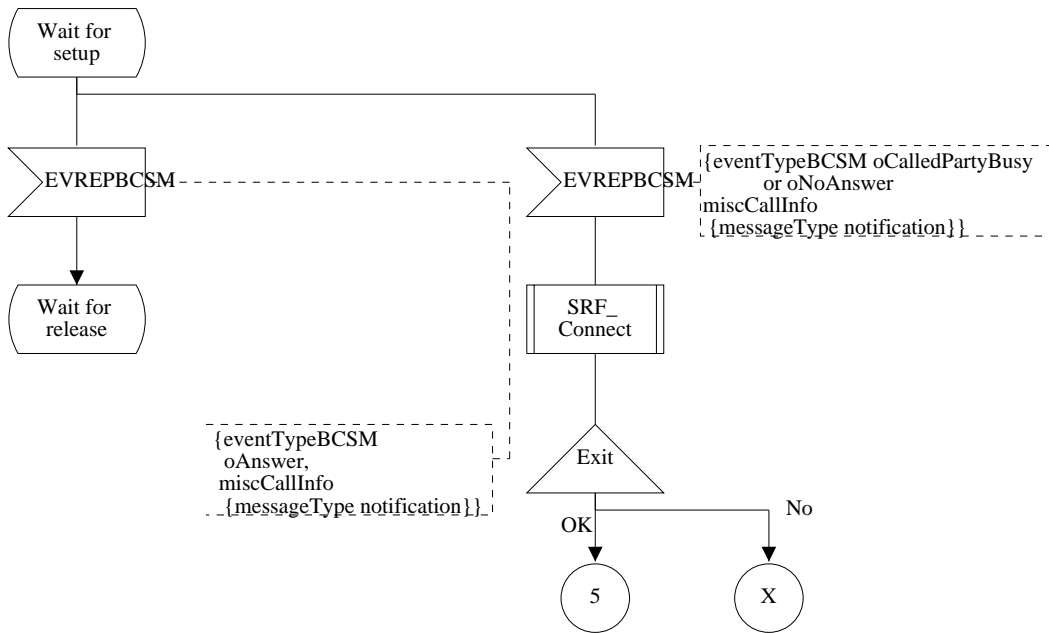 Wait for
setup
EVREPBCSM
EVREPBCSM
{eventTypeBCSM oCalledPartyBusy
or oNoAnswer
miscCallInfo
{messageType notification}}
Wait for
release
SRF_
Connect
{eventTypeBCSM
oAnswer,
miscCallInfo
{messageType notification}}
Exit
OK
No
5
X